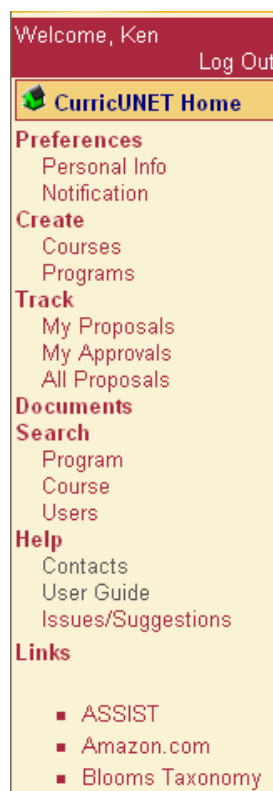 Welcome, Ken
Log Out
CurricUNET Home
Preferences
Personal Info
Notification
Create
Courses
Programs
Track
My Proposals
My Approvals
All Proposals
Documents
Search
Program
Course
Users
Help
Contacts
User Guide
Issues/Suggestions
Links
ASSIST
Amazon.com
Blooms Taxonomy